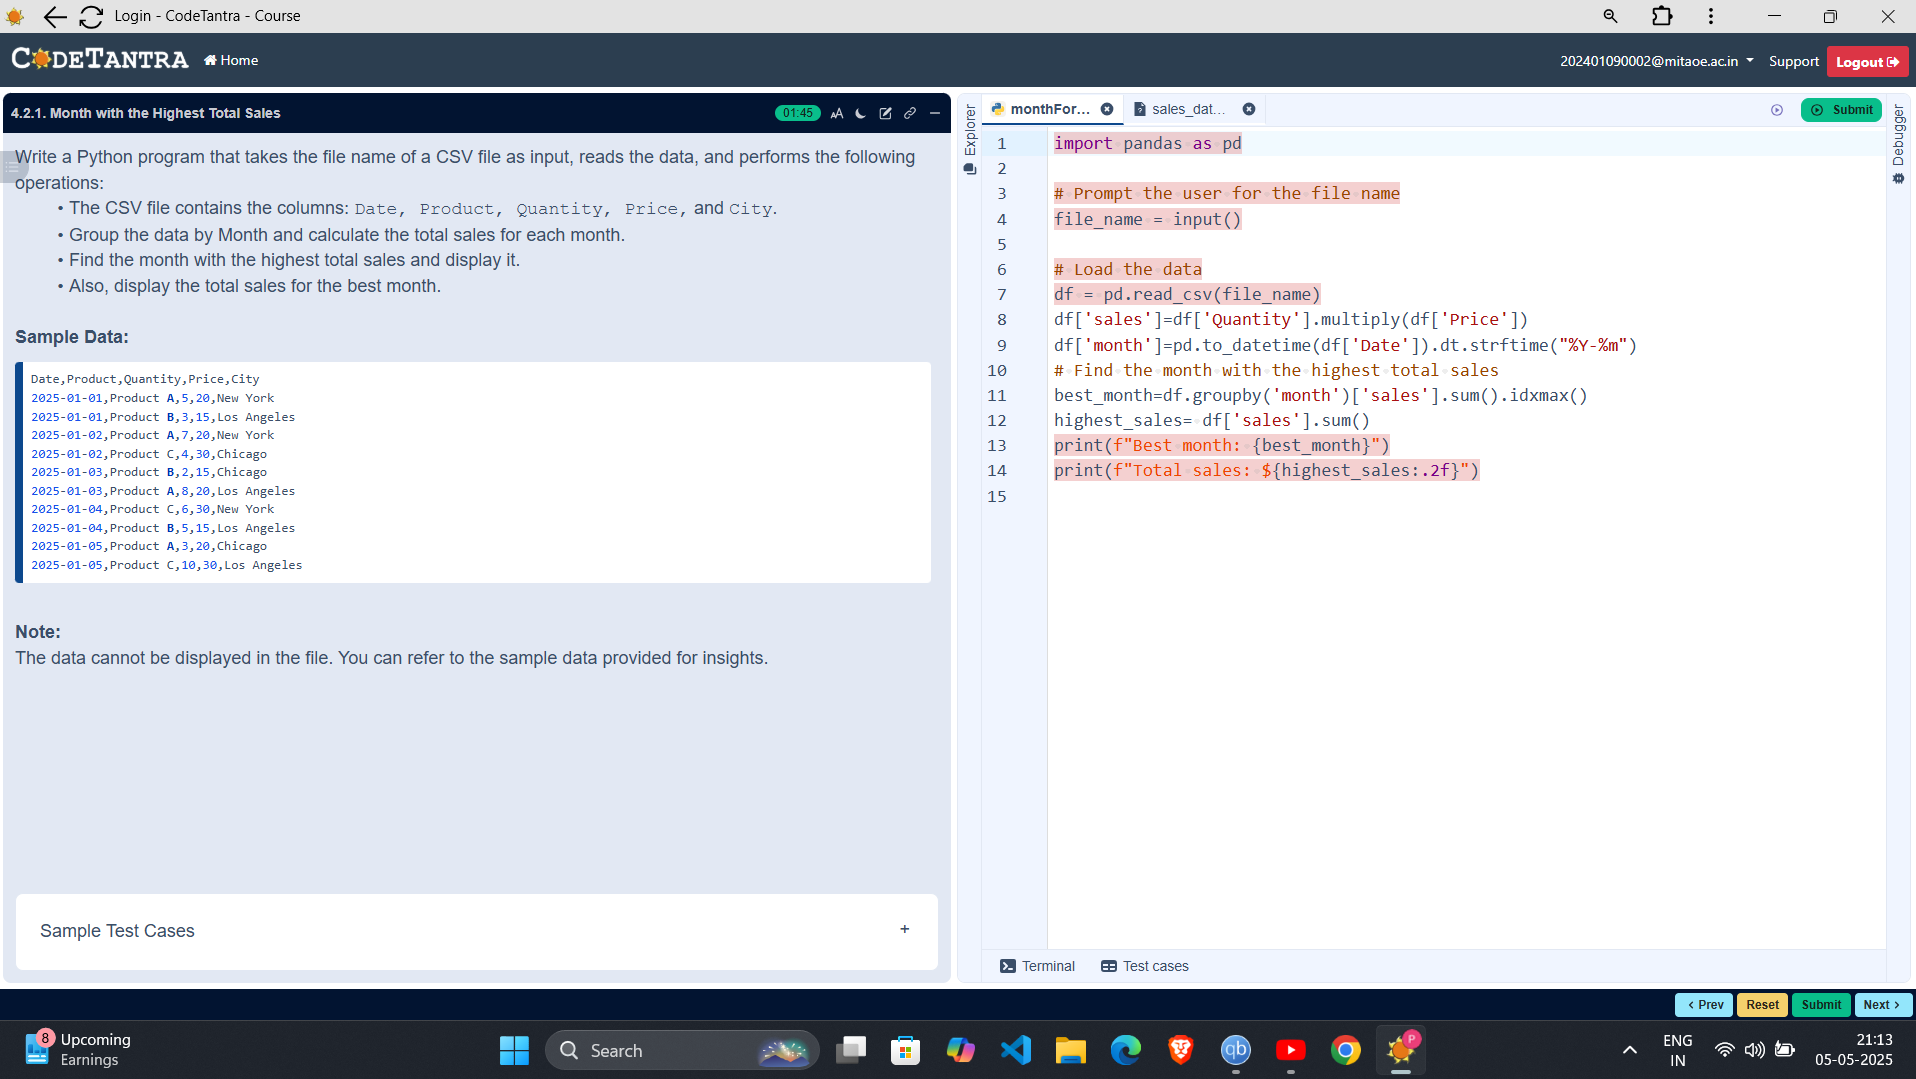 Login - CodeTantra - Course
CODETANTRA
Home
202401090002@mitaoe.ac.in
Support
Logout
4.2.1. Month with the Highest Total Sales
01:45
AA
Write a Python program that takes the file name of a CSV file as input, reads the data, and performs the following
operations:
• The CSV file contains the columns: Date, Product, Quantity, Price, and City.
• Group the data by Month and calculate the total sales for each month.
• Find the month with the highest total sales and display it.
• Also, display the total sales for the best month.
Sample Data:
Date,Product,Quantity,Price,City
2025-01-01,Product A,5,20,New York
2025-01-01,Product B,3,15,Los Angeles
2025-01-02,Product A,7,20,New York
2025-01-02,Product C,4,30,Chicago
2025-01-03,Product B,2,15,Chicago
2025-01-03,Product A,8,20,Los Angeles
2025-01-04,Product C,6,30,New York
2025-01-04,Product B,5,15,Los Angeles
2025-01-05,Product A,3,20,Chicago
2025-01-05,Product C,10,30,Los Angeles
Note:
The data cannot be displayed in the file. You can refer to the sample data provided for insights.
Sample Test Cases
+
Explorer
monthFor...
sales_dat...
Submit
Debugger
1 import pandas as pd
2
3 # Prompt the user for the file name
4 file_name = input()
5
6 # Load the data
7 df = pd.read_csv(file_name)
8 df['sales']=df['Quantity'].multiply(df['Price'])
9 df['month']=pd.to_datetime(df['Date']).dt.strftime("%Y-%m")
10 # Find the month with the highest total sales
11 best_month=df.groupby('month')['sales'].sum().idxmax()
12 highest_sales= df['sales'].sum()
13 print(f"Best month: {best_month}")
14 print(f"Total sales: ${highest_sales:.2f}")
15
Terminal
Test cases
< Prev
Reset
Submit
Next >
8
Upcoming
Earnings
Search
qb
P
ENG
IN
21:13
05-05-2025